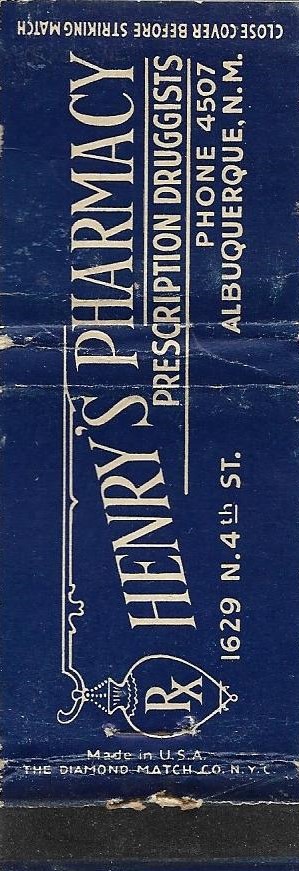 CLOSE COVER BEFORE STRIKING MATCH
HENRY'S PHARMACY
PRESCRIPTION DRUGGISTS
PHONE 4507
1629 N. 4th ST. ALBUQUERQUE, N.M.
Rx
Made in U.S.A.
THE DIAMOND MATCH CO. N.Y.C.